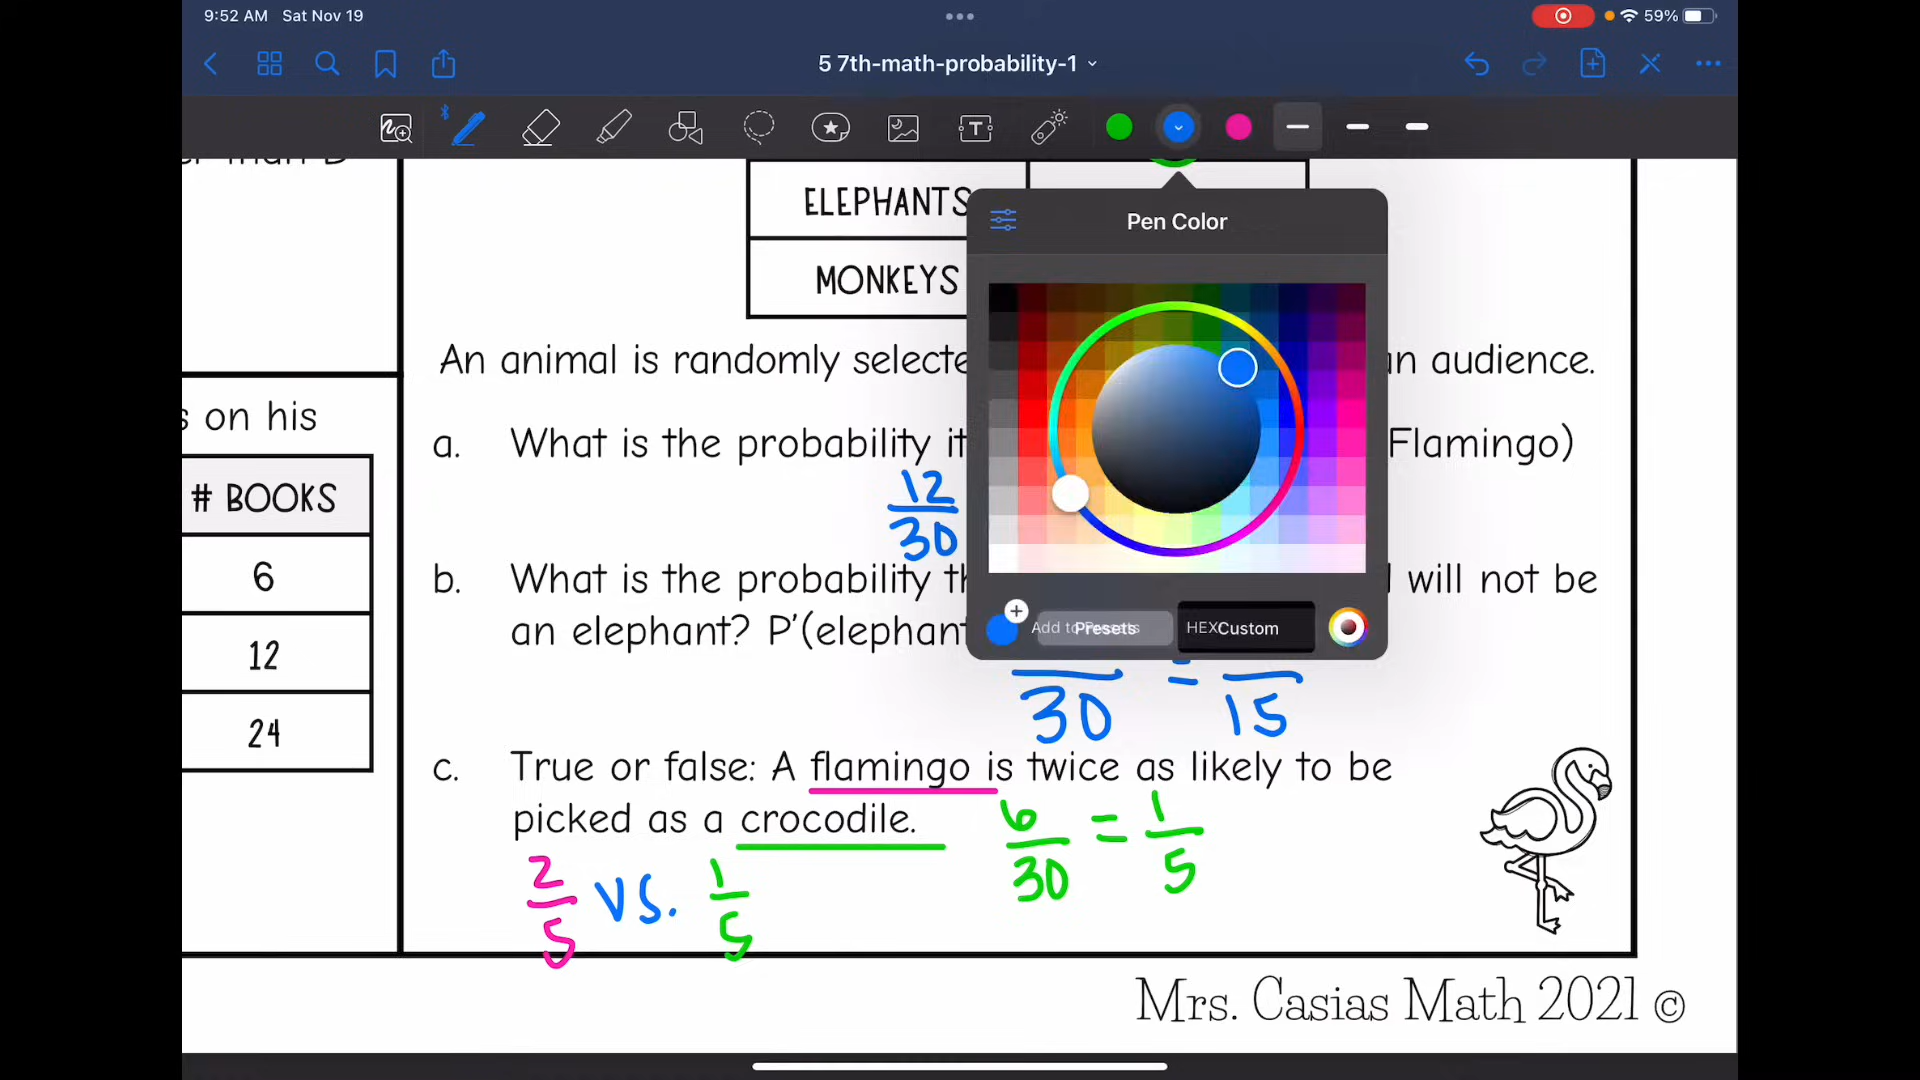 9:52 AM Sat Nov 19
59%
5 7th-math-probability-1
T
ELEPHANTS
MONKEYS
Pen Color
An animal is randomly selecte
an audience.
s on his
a. What is the probability it
Flamingo)
# BOOKS
6
12
24
12
30
b. What is the probability th
will not be
an elephant? P'(elephant
Add to Presets
Presets
HEX
Custom
30 = 15
c. True or false: A flamingo is twice as likely to be
picked as a crocodile.
6/30 = 1/5
2/5 vs. 1/5
Mrs. Casias Math 2021 ©